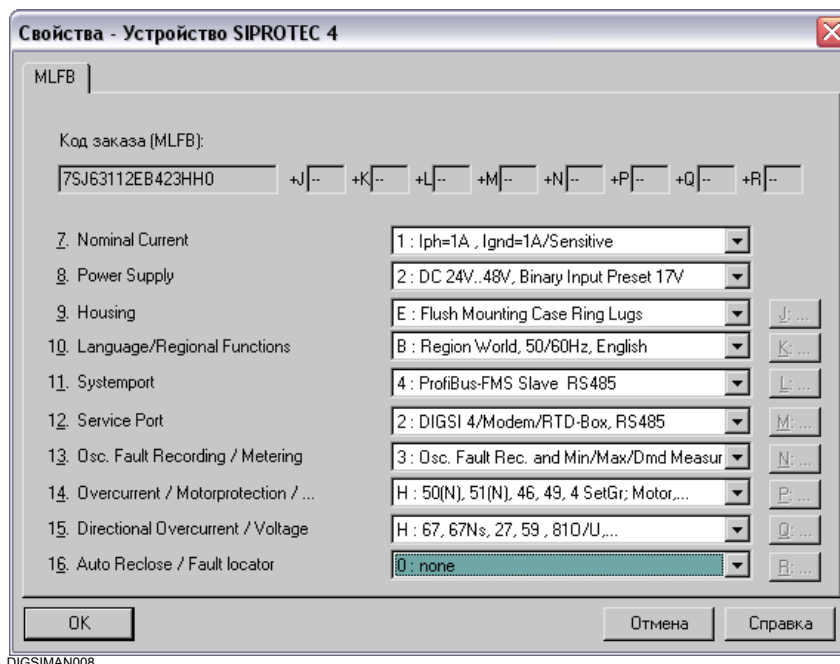 Свойства - Устройство SIPROTEC 4
MLFB
Код заказа (MLFB):
7SJ63112EB423HH0 +J -- +K -- +L -- +M -- +N -- +P -- +Q -- +R --
7. Nominal Current 1 : Iph=1A , Ignd=1A/Sensitive
8. Power Supply 2 : DC 24V..48V, Binary Input Preset 17V
9. Housing E : Flush Mounting Case Ring Lugs J: ...
10. Language/Regional Functions B : Region World, 50/60Hz, English K: ...
11. Systemport 4 : ProfiBus-FMS Slave RS485 L: ...
12. Service Port 2 : DIGSI 4/Modem/RTD-Box, RS485 M: ...
13. Osc. Fault Recording / Metering 3 : Osc. Fault Rec. and Min/Max/Dmd Measur N: ...
14. Overcurrent / Motorprotection / ... H : 50(N), 51(N), 46, 49, 4 SetGr; Motor,... P: ...
15. Directional Overcurrent / Voltage H : 67, 67Ns, 27, 59 , 81O/U,... Q: ...
16. Auto Reclose / Fault locator 0 : none R: ...
OK Отмена Справка
DIGSIMAN008